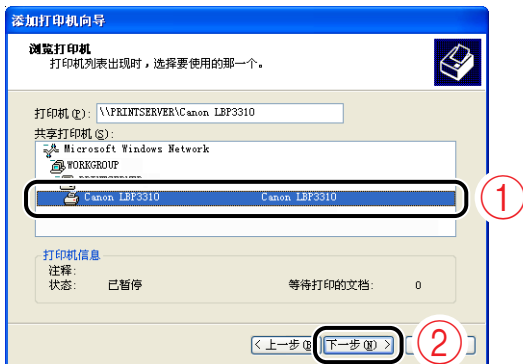 添加打印机向导
浏览打印机
打印机列表出现时，选择要使用的那一个。
打印机(P): \\PRINTSERVER\Canon LBP3310
共享打印机(S):
Microsoft Windows Network
WORKGROUP
Canon LBP3310 Canon LBP3310
①
打印机信息
注释:
状态: 已暂停 等待打印的文档: 0
<上一步(B) 下一步(N) > ②